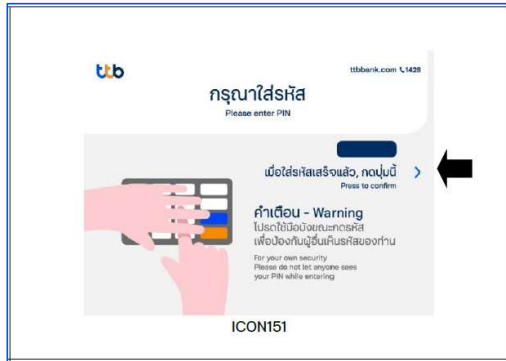 ttb
ttbbank.com 1428
กรุณาใส่รหัส
Please enter PIN
เมื่อใส่รหัสเสร็จแล้ว, กดปุ่มนี้
Press to confirm
คำเตือน - Warning
โปรดใช้มือบังขณะกดรหัส
เพื่อป้องกันผู้อื่นเห็นรหัสของท่าน
For your own security
Please do not let anyone sees
your PIN while entering
ICON151